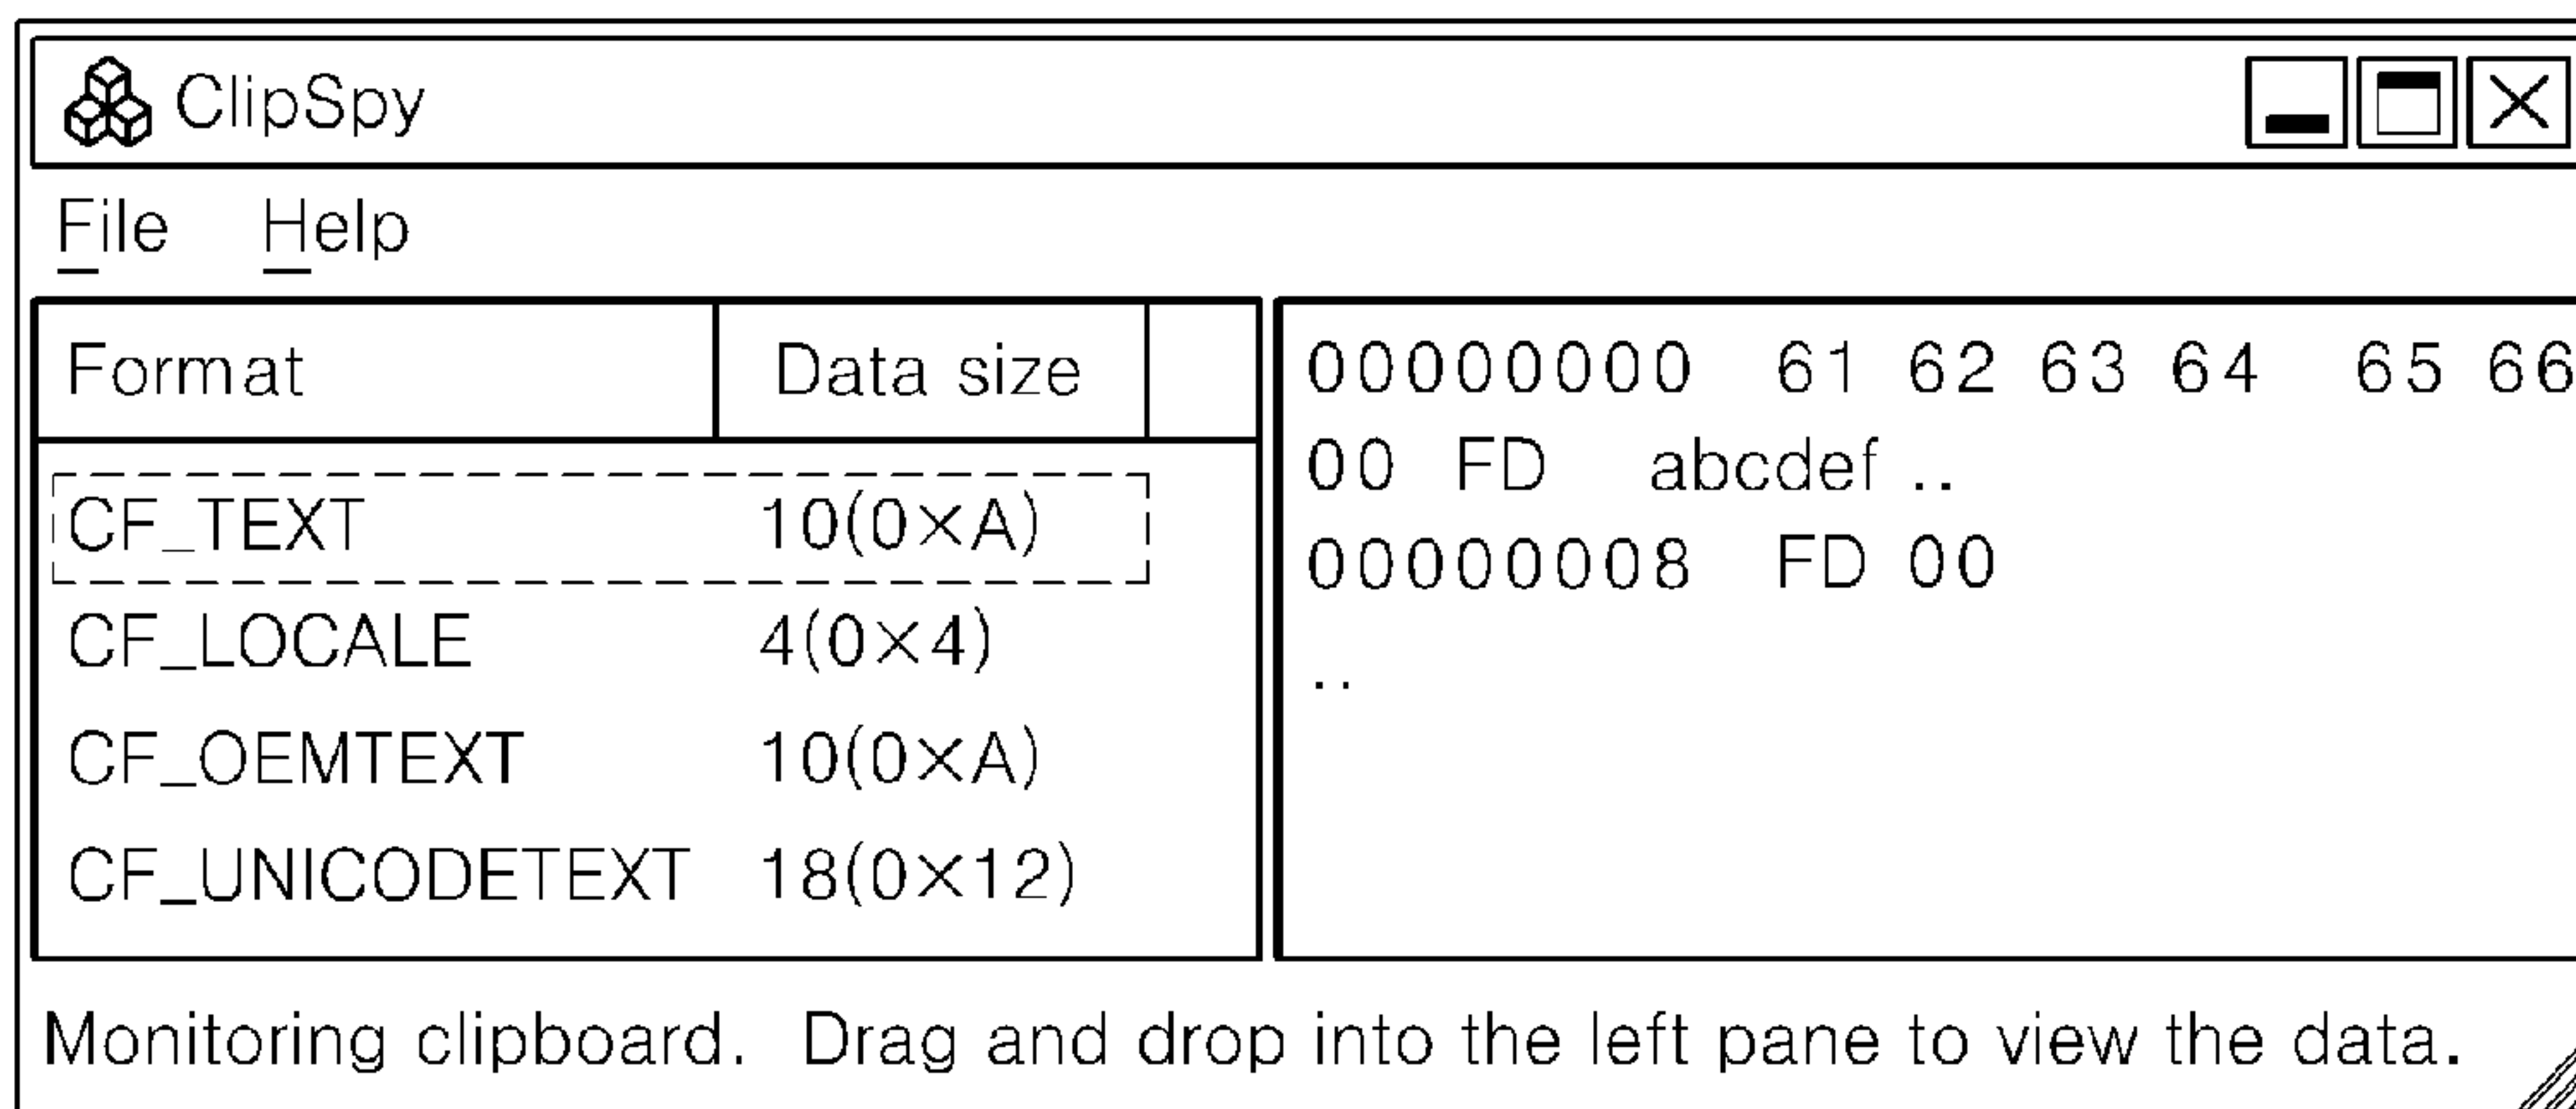 ClipSpy
File Help
Format Data size
CF_TEXT 10(0×A)
CF_LOCALE 4(0×4)
CF_OEMTEXT 10(0×A)
CF_UNICODETEXT 18(0×12)
00000000 61 62 63 64 65 66
00 FD abcdef..
00000008 FD 00
..
Monitoring clipboard. Drag and drop into the left pane to view the data.